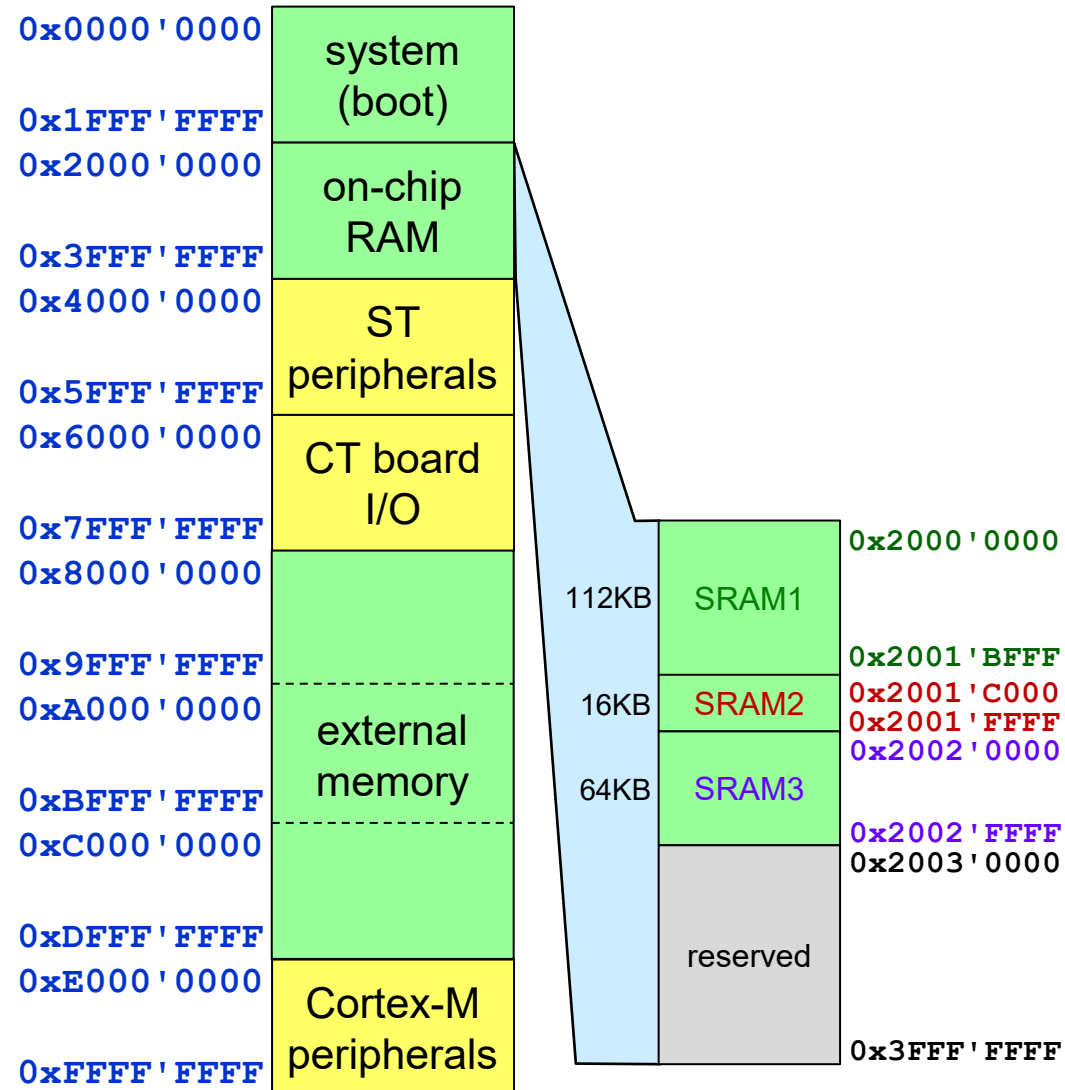 0x0000'0000
system
(boot)
0x1FFF'FFFF
0x2000'0000
on-chip
RAM
0x3FFF'FFFF
0x4000'0000
ST
peripherals
0x5FFF'FFFF
0x6000'0000
CT board
I/O
0x7FFF'FFFF
0x8000'0000
0x9FFF'FFFF
0xA000'0000
external
memory
0xBFFF'FFFF
0xC000'0000
0xDFFF'FFFF
0xE000'0000
Cortex-M
peripherals
0xFFFF'FFFF
0x2000'0000
112KB SRAM1
0x2001'BFFF
16KB SRAM2 0x2001'C000
0x2001'FFFF
0x2002'0000
64KB SRAM3
0x2002'FFFF
0x2003'0000
reserved
0x3FFF'FFFF